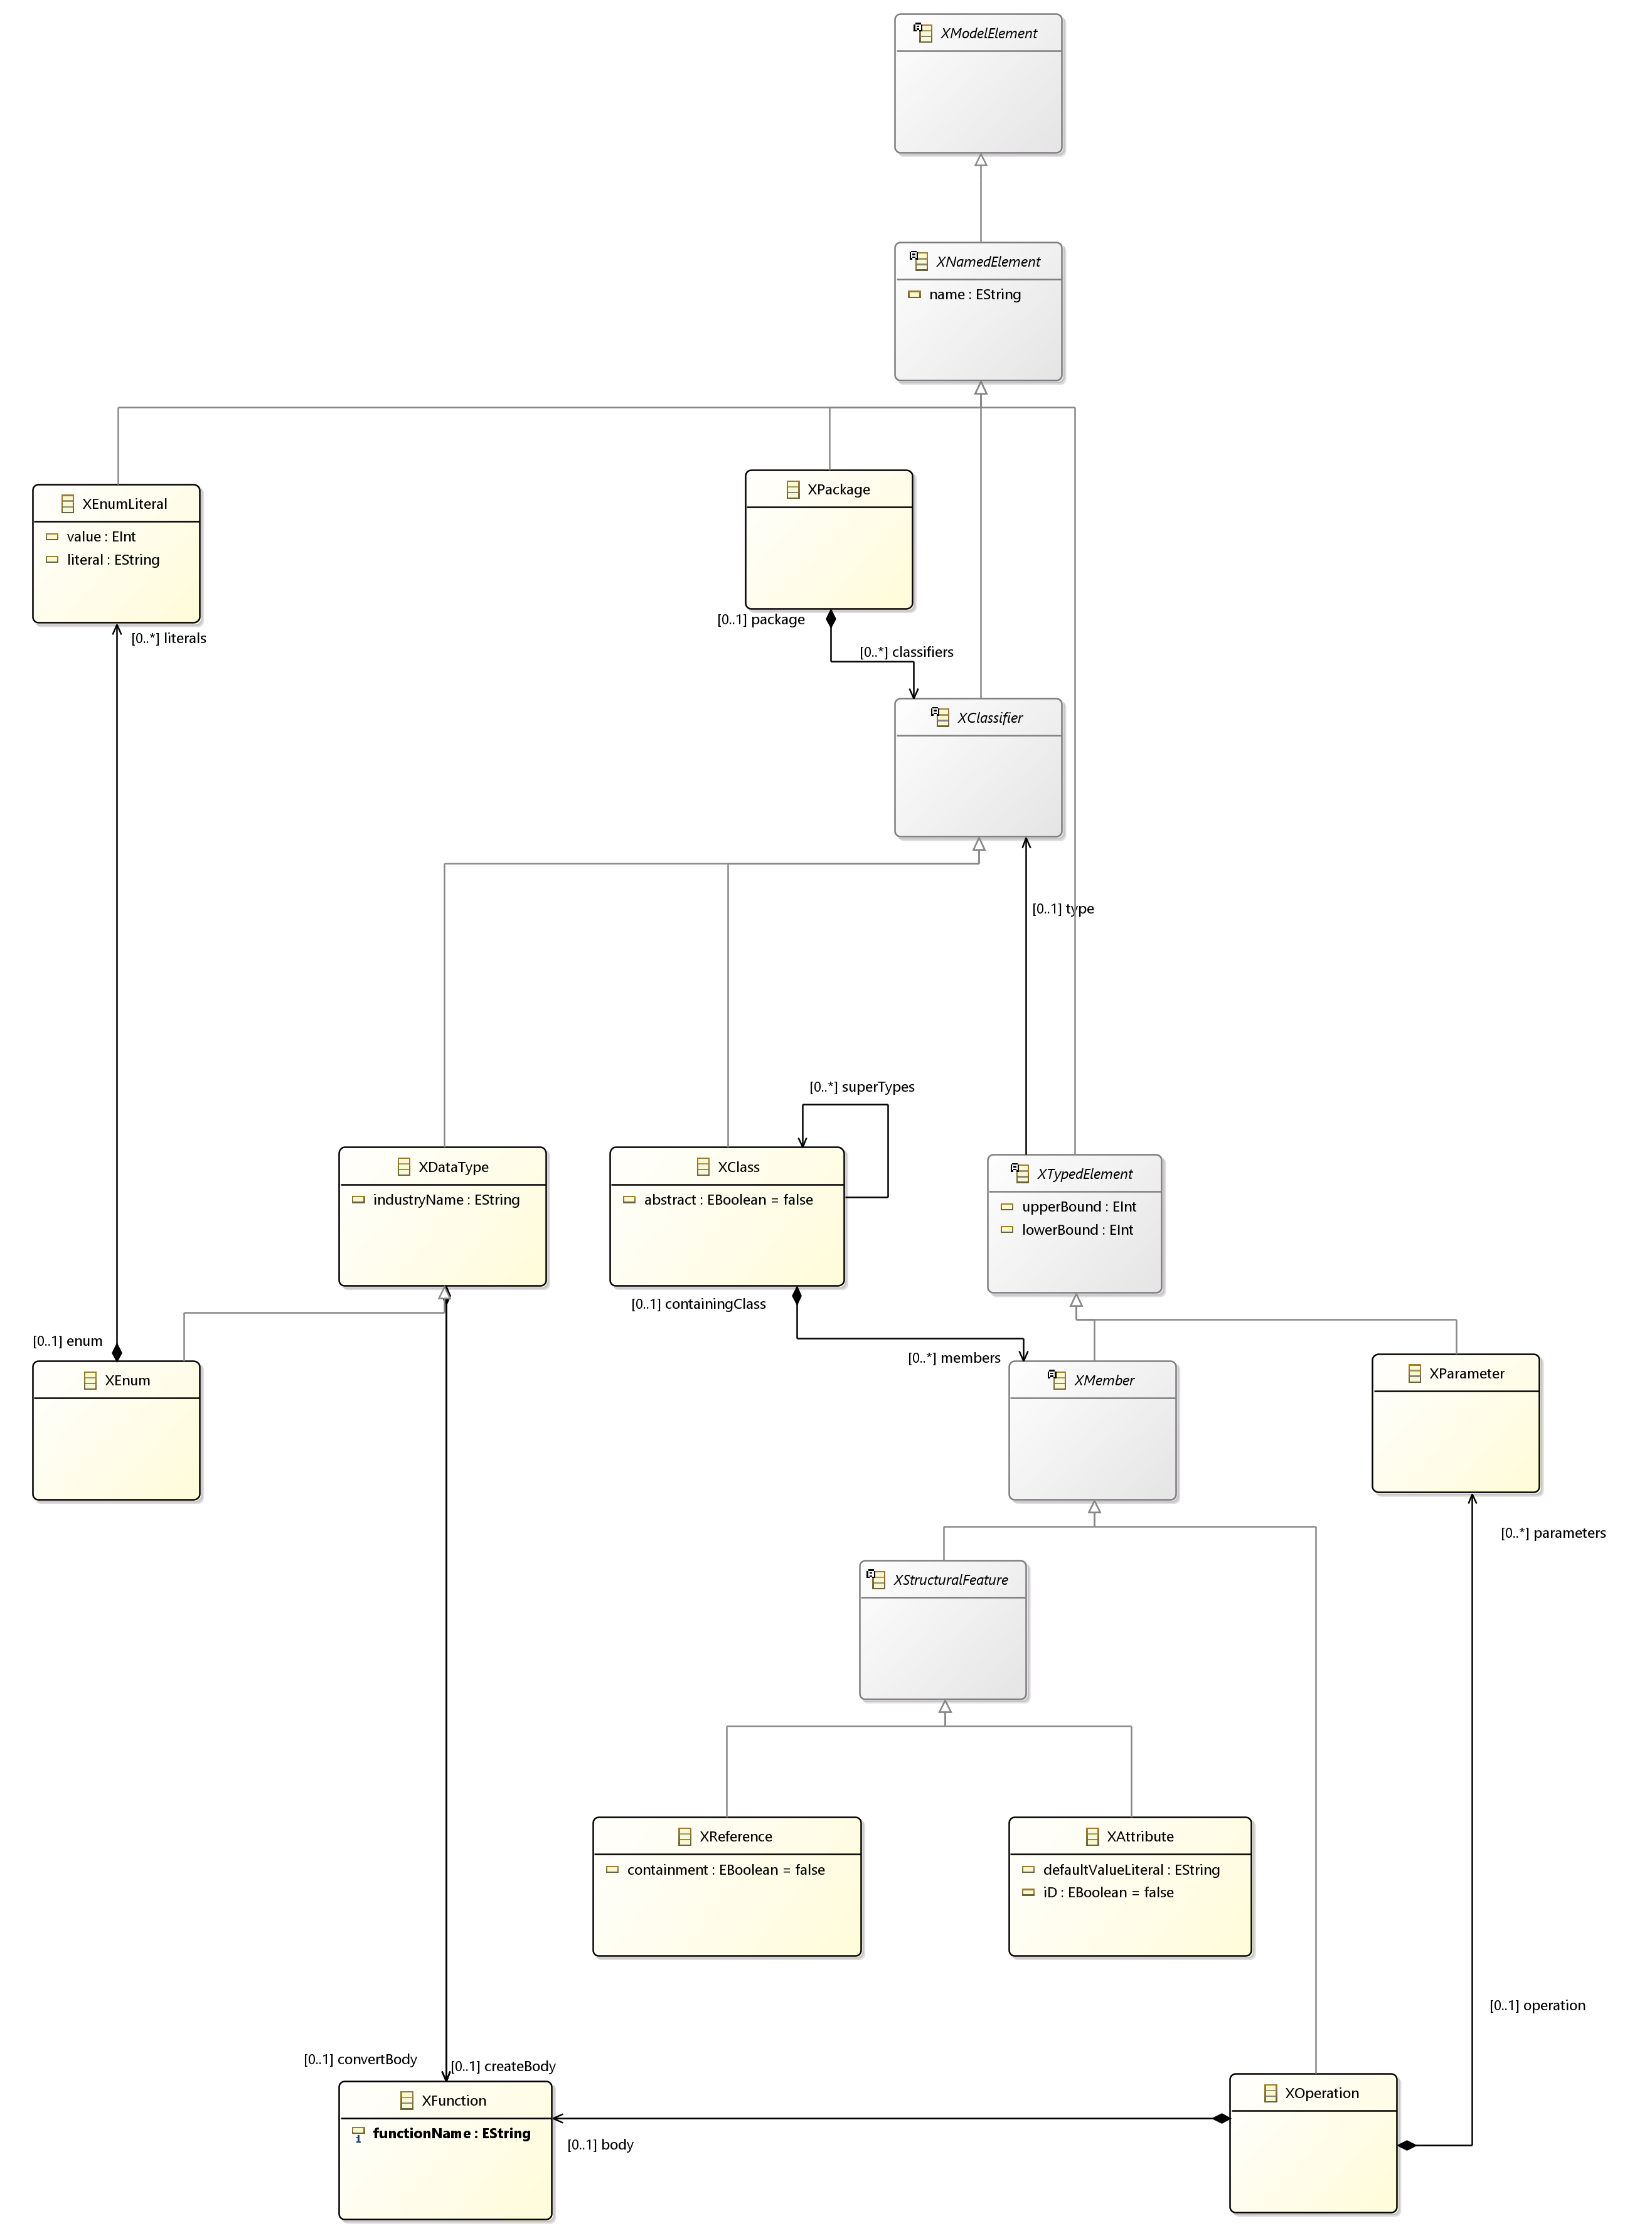 XModelElement
XNamedElement
name : EString
XEnumLiteral
value : EInt
literal : EString
XPackage
[0..*] literals
[0..1] package
[0..*] classifiers
XClassifier
[0..1] type
[0..*] superTypes
XDataType
industryName : EString
XClass
abstract : EBoolean = false
XTypedElement
upperBound : EInt
lowerBound : EInt
[0..1] containingClass
[0..1] enum
[0..*] members
XEnum
XMember
XParameter
[0..*] parameters
XStructuralFeature
XReference
containment : EBoolean = false
XAttribute
defaultValueLiteral : EString
iD : EBoolean = false
[0..1] operation
[0..1] convertBody
[0..1] createBody
XFunction
functionName : EString
XOperation
[0..1] body